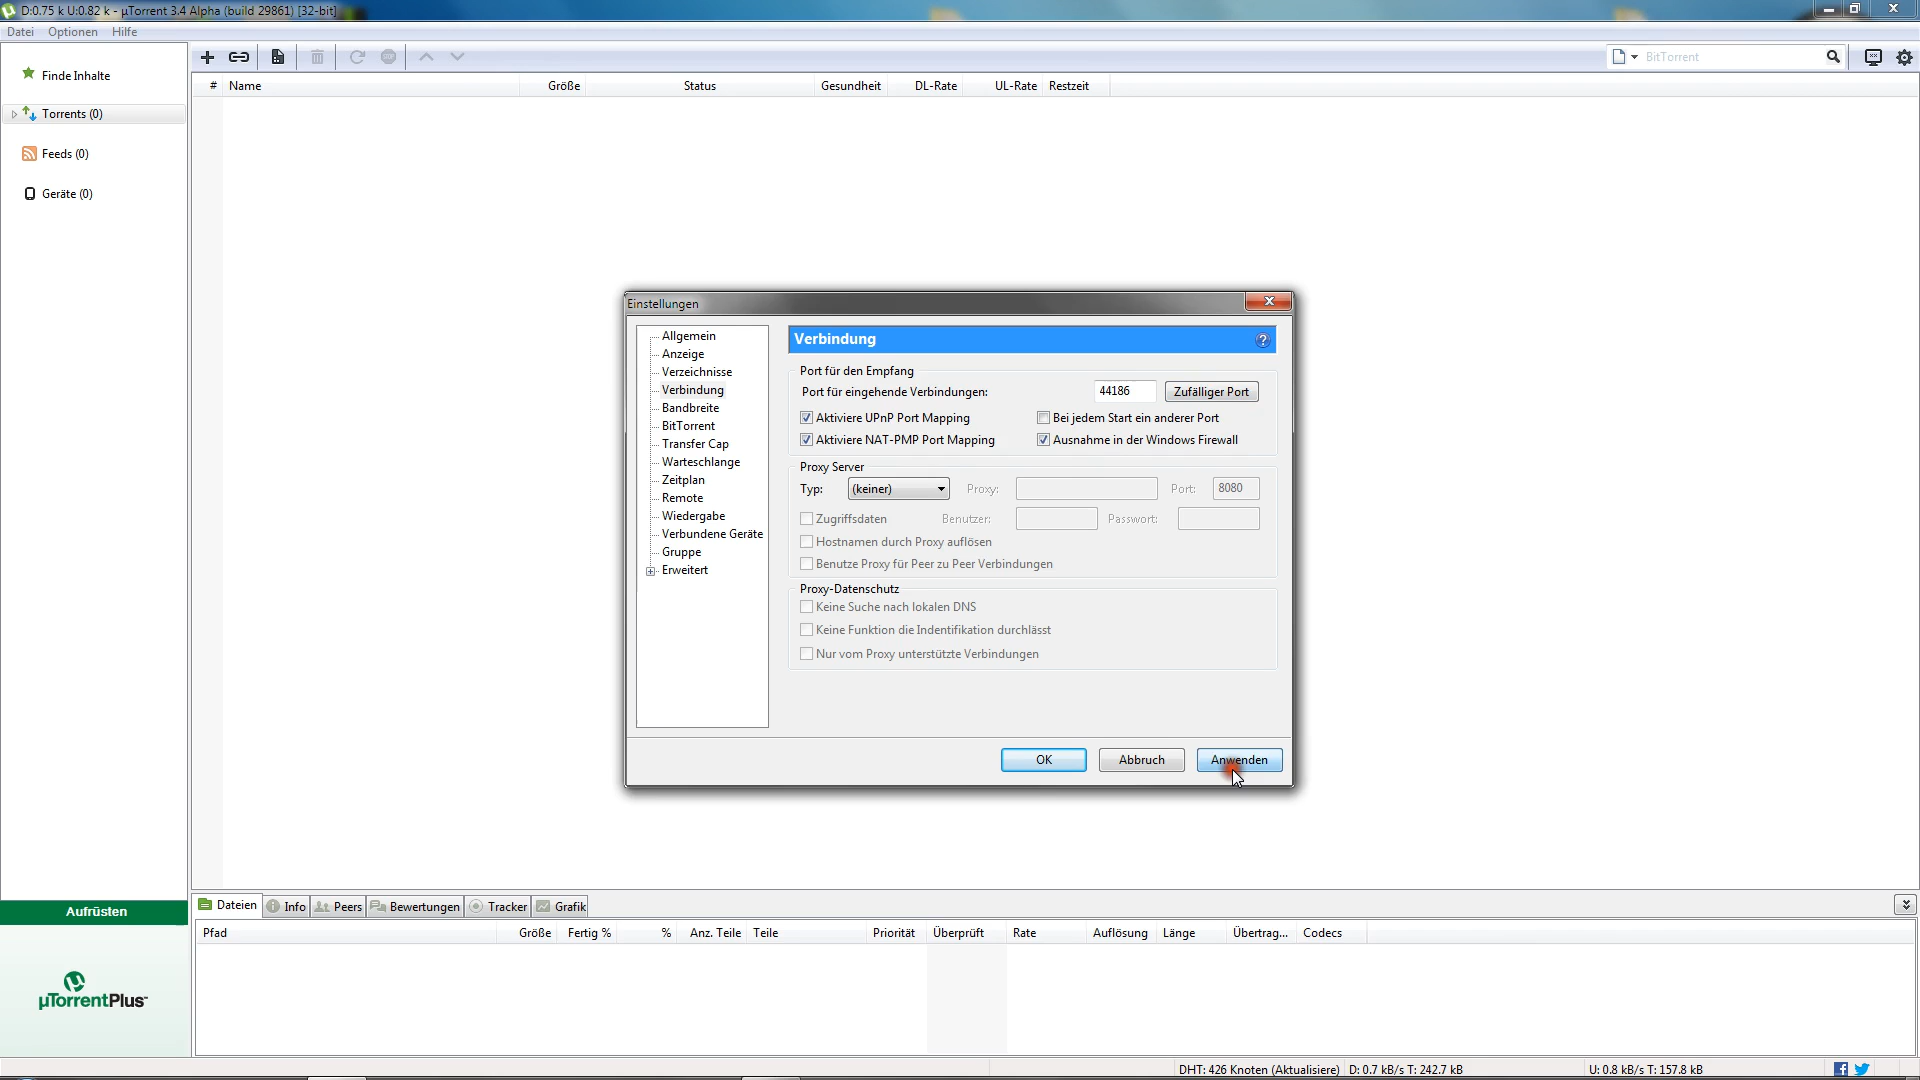 D:0.75 k U:0.82 k - µTorrent 3.4 Alpha (build 29861) [32-bit]
Datei Optionen Hilfe
BitTorrent
Finde Inhalte
Torrents (0)
Feeds (0)
Geräte (0)
# Name Größe Status Gesundheit DL-Rate UL-Rate Restzeit
Einstellungen
Allgemein
Anzeige
Verzeichnisse
Verbindung
Bandbreite
BitTorrent
Transfer Cap
Warteschlange
Zeitplan
Remote
Wiedergabe
Verbundene Geräte
Gruppe
Erweitert
Verbindung
Port für den Empfang
Port für eingehende Verbindungen: 44186 Zufälliger Port
Aktiviere UPnP Port Mapping Bei jedem Start ein anderer Port
Aktiviere NAT-PMP Port Mapping Ausnahme in der Windows Firewall
Proxy Server
Typ: (keiner) Proxy: Port: 8080
Zugriffsdaten Benutzer: Passwort:
Hostnamen durch Proxy auflösen
Benutze Proxy für Peer zu Peer Verbindungen
Proxy-Datenschutz
Keine Suche nach lokalen DNS
Keine Funktion die Indentifikation durchlässt
Nur vom Proxy unterstützte Verbindungen
OK Abbruch Anwenden
Aufrüsten
µTorrentPlus
Dateien Info Peers Bewertungen Tracker Grafik
Pfad Größe Fertig % % Anz. Teile Teile Priorität Überprüft Rate Auflösung Länge Übertrag... Codecs
DHT: 426 Knoten (Aktualisiere) D: 0.7 kB/s T: 242.7 kB U: 0.8 kB/s T: 157.8 kB